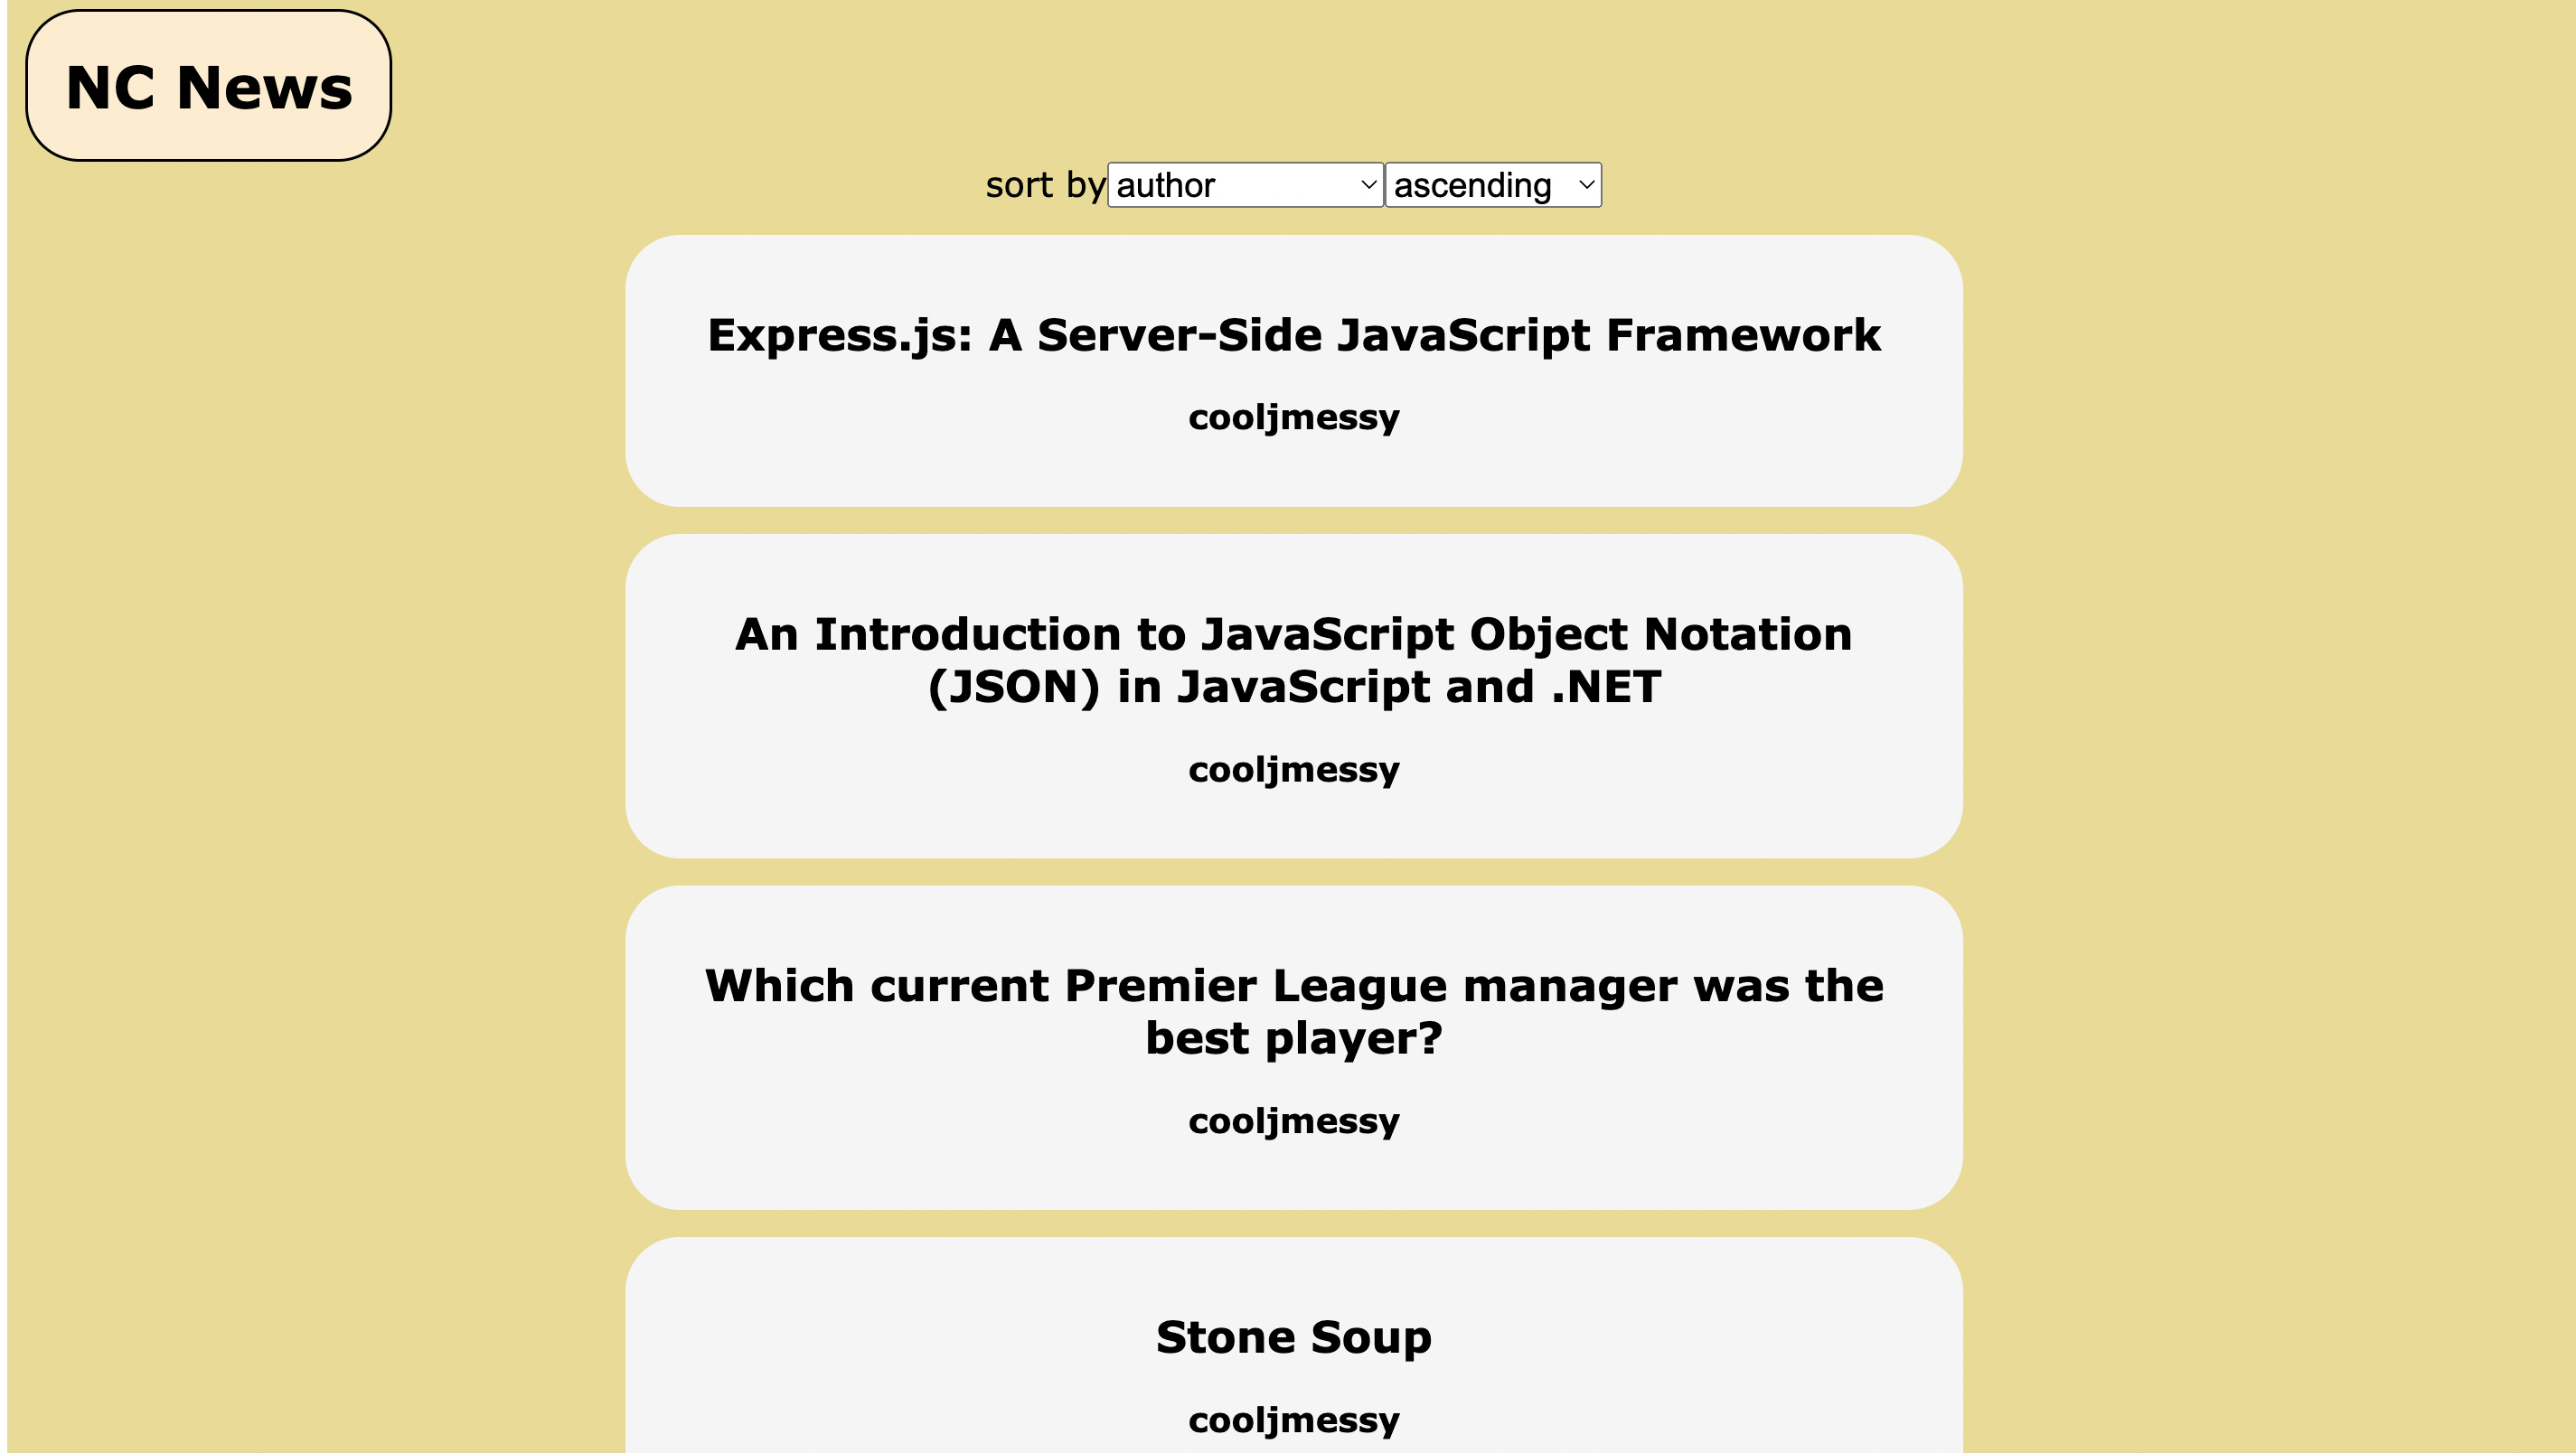 NC News
sort by author ascending
Express.js: A Server-Side JavaScript Framework
cooljmessy
An Introduction to JavaScript Object Notation
(JSON) in JavaScript and .NET
cooljmessy
Which current Premier League manager was the
best player?
cooljmessy
Stone Soup
cooljmessy